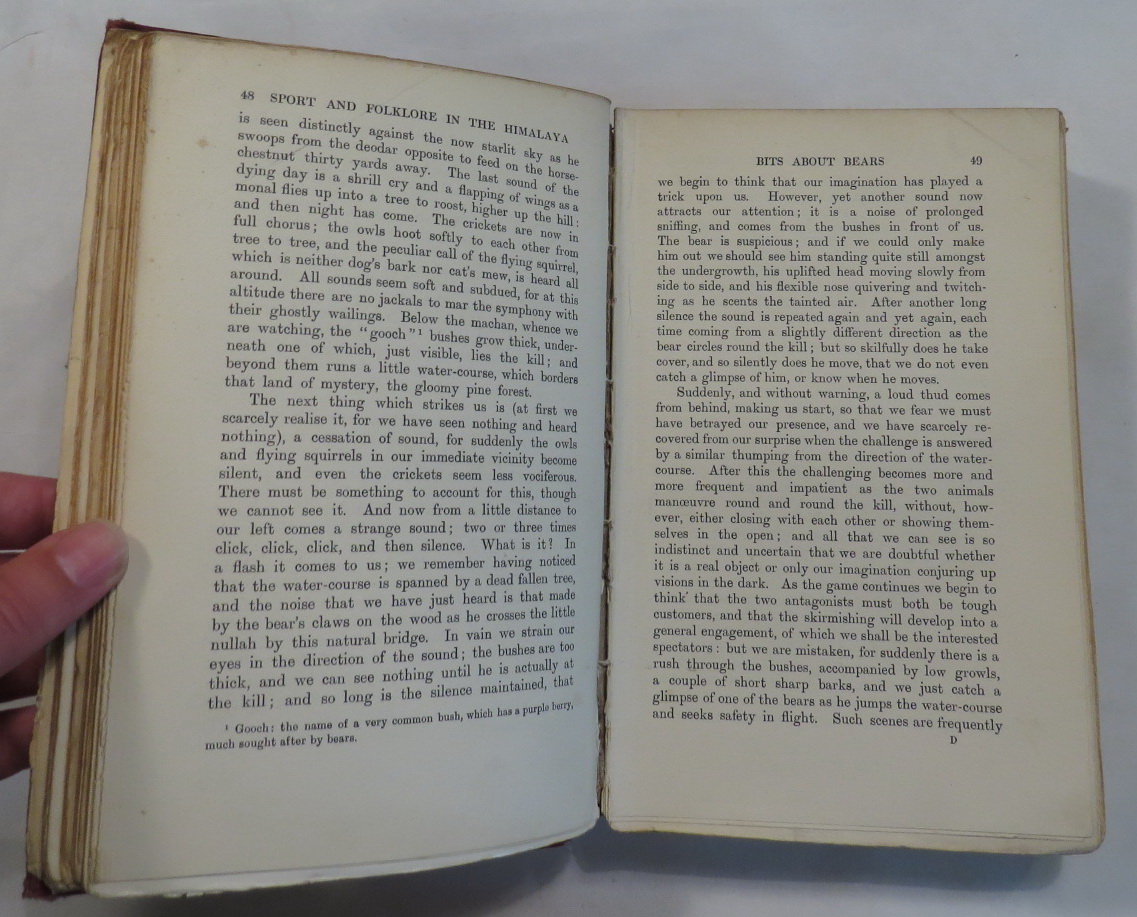 48 SPORT AND FOLKLORE IN THE HIMALAYA
is seen distinctly against the now starlit sky as he
swoops from the deodar opposite to feed on the horse-
chestnut thirty yards away. The last sound of the
dying day is a shrill cry and a flapping of wings as a
monal flies up into a tree to roost, higher up the hill:
and then night has come. The crickets are now in
full chorus; the owls hoot softly to each other from
tree to tree, and the peculiar call of the flying squirrel,
which is neither dog's bark nor cat's mew, is heard all
around. All sounds seem soft and subdued, for at this
altitude there are no jackals to mar the symphony with
their ghostly wailings. Below the machan, whence we
are watching, the "gooch"¹ bushes grow thick, under-
neath one of which, just visible, lies the kill; and
beyond them runs a little water-course, which borders
that land of mystery, the gloomy pine forest.
The next thing which strikes us is (at first we
scarcely realise it, for we have seen nothing and heard
nothing), a cessation of sound, for suddenly the owls
and flying squirrels in our immediate vicinity become
silent, and even the crickets seem less vociferous.
There must be something to account for this, though
we cannot see it. And now from a little distance to
our left comes a strange sound; two or three times
click, click, click, and then silence. What is it? In
a flash it comes to us; we remember having noticed
that the water-course is spanned by a dead fallen tree,
and the noise that we have just heard is that made
by the bear's claws on the wood as he crosses the little
nullah by this natural bridge. In vain we strain our
eyes in the direction of the sound; the bushes are too
thick, and we can see nothing until he is actually at
the kill; and so long is the silence maintained, that
¹ Gooch: the name of a very common bush, which has a purple berry,
much sought after by bears.
BITS ABOUT BEARS 49
we begin to think that our imagination has played a
trick upon us. However, yet another sound now
attracts our attention; it is a noise of prolonged
sniffing, and comes from the bushes in front of us.
The bear is suspicious; and if we could only make
him out we should see him standing quite still amongst
the undergrowth, his uplifted head moving slowly from
side to side, and his flexible nose quivering and twitch-
ing as he scents the tainted air. After another long
silence the sound is repeated again and yet again, each
time coming from a slightly different direction as the
bear circles round the kill; but so skilfully does he take
cover, and so silently does he move, that we do not even
catch a glimpse of him, or know when he moves.
Suddenly, and without warning, a loud thud comes
from behind, making us start, so that we fear we must
have betrayed our presence, and we have scarcely re-
covered from our surprise when the challenge is answered
by a similar thumping from the direction of the water-
course. After this the challenging becomes more and
more frequent and impatient as the two animals
manœuvre round and round the kill, without, how-
ever, either closing with each other or showing them-
selves in the open; and all that we can see is so
indistinct and uncertain that we are doubtful whether
it is a real object or only our imagination conjuring up
visions in the dark. As the game continues we begin to
think that the two antagonists must both be tough
customers, and that the skirmishing will develop into a
general engagement, of which we shall be the interested
spectators: but we are mistaken, for suddenly there is a
rush through the bushes, accompanied by low growls,
a couple of short sharp barks, and we just catch a
glimpse of one of the bears as he jumps the water-course
and seeks safety in flight. Such scenes are frequently
D